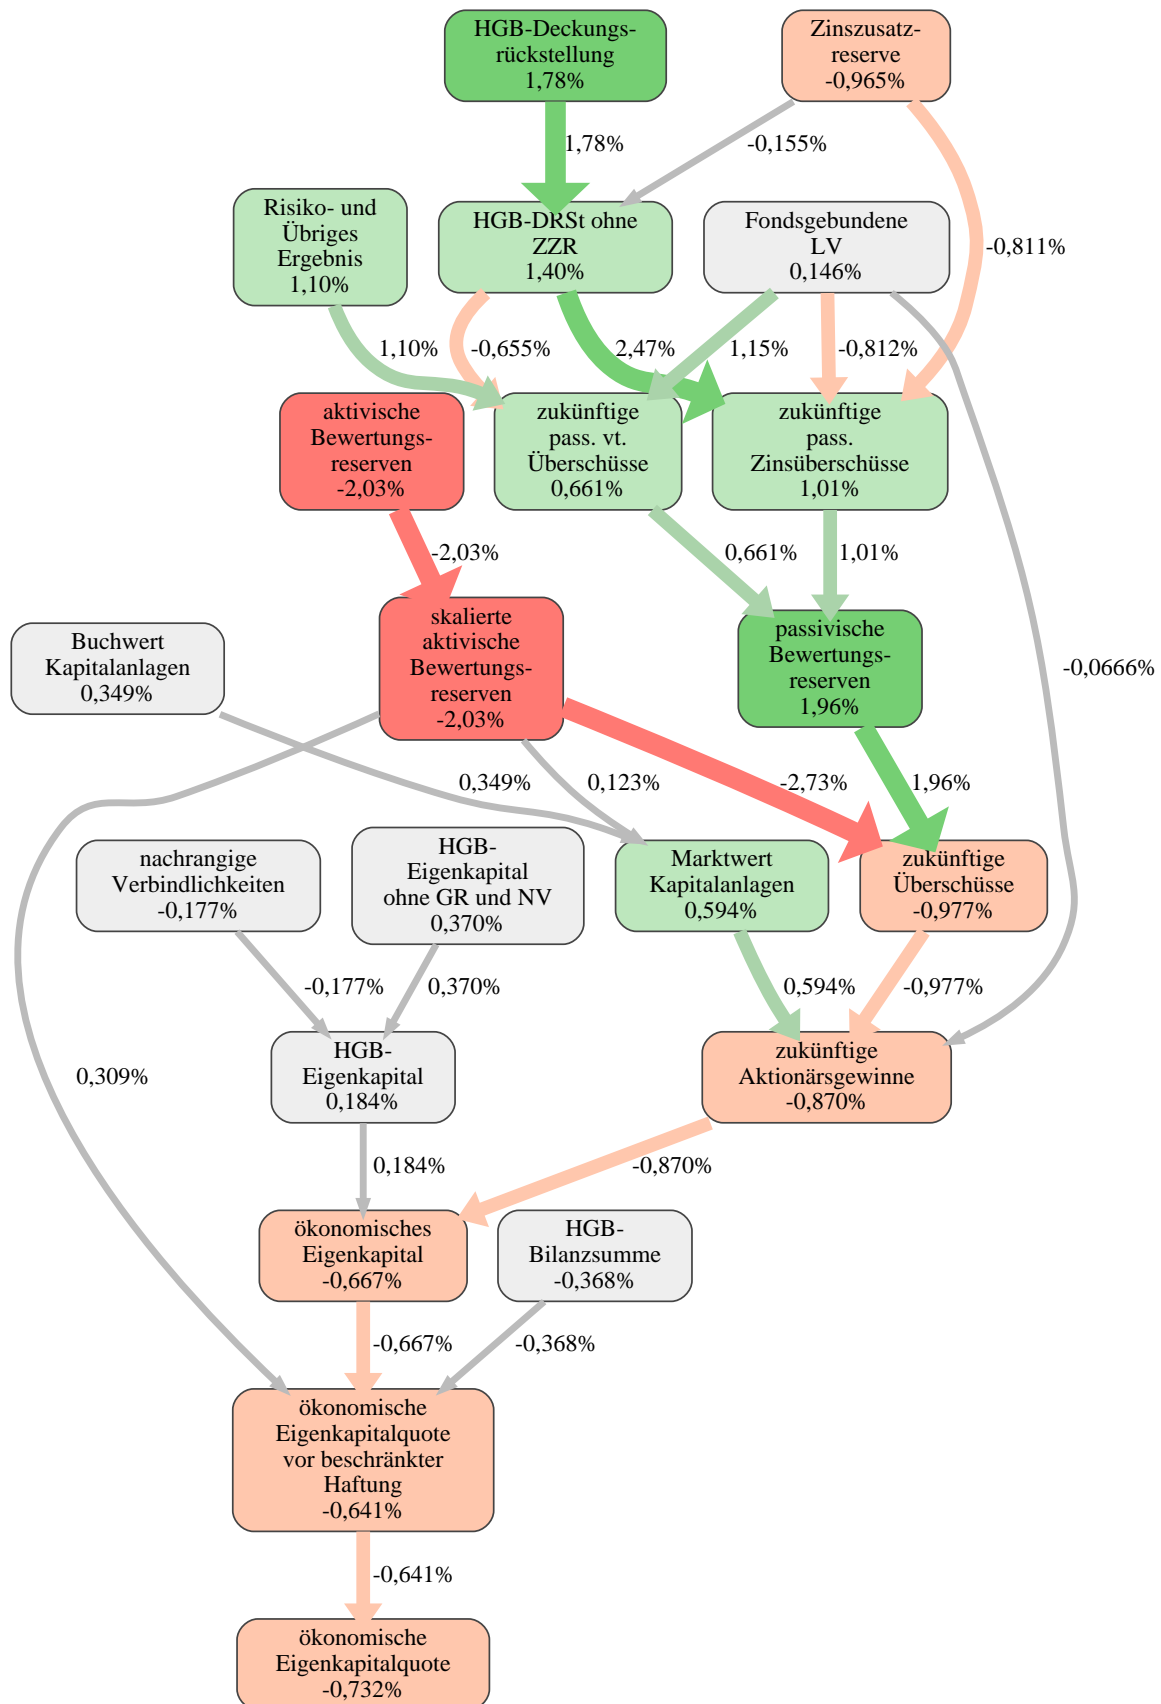 HGB-Deckungs-
rückstellung
1,78%
Zinszusatz-
reserve
-0,965%
1,78%
-0,155%
Risiko- und
Übriges
Ergebnis
1,10%
HGB-DRSt ohne
ZZR
1,40%
Fondsgebundene
LV
0,146%
-0,811%
1,10%
-0,655%
2,47%
1,15%
-0,812%
aktivische
Bewertungs-
reserven
-2,03%
zukünftige
pass. vt.
Überschüsse
0,661%
zukünftige
pass.
Zinsüberschüsse
1,01%
-2,03%
0,661%
1,01%
Buchwert
Kapitalanlagen
0,349%
skalierte
aktivische
Bewertungs-
reserven
-2,03%
passivische
Bewertungs-
reserven
1,96%
-0,0666%
0,349%
0,123%
-2,73%
1,96%
nachrangige
Verbindlichkeiten
-0,177%
HGB-
Eigenkapital
ohne GR und NV
0,370%
Marktwert
Kapitalanlagen
0,594%
zukünftige
Überschüsse
-0,977%
-0,177%
0,370%
0,594%
-0,977%
0,309%
HGB-
Eigenkapital
0,184%
zukünftige
Aktionärsgewinne
-0,870%
0,184%
-0,870%
ökonomisches
Eigenkapital
-0,667%
HGB-
Bilanzsumme
-0,368%
-0,667%
-0,368%
ökonomische
Eigenkapitalquote
vor beschränkter
Haftung
-0,641%
-0,641%
ökonomische
Eigenkapitalquote
-0,732%